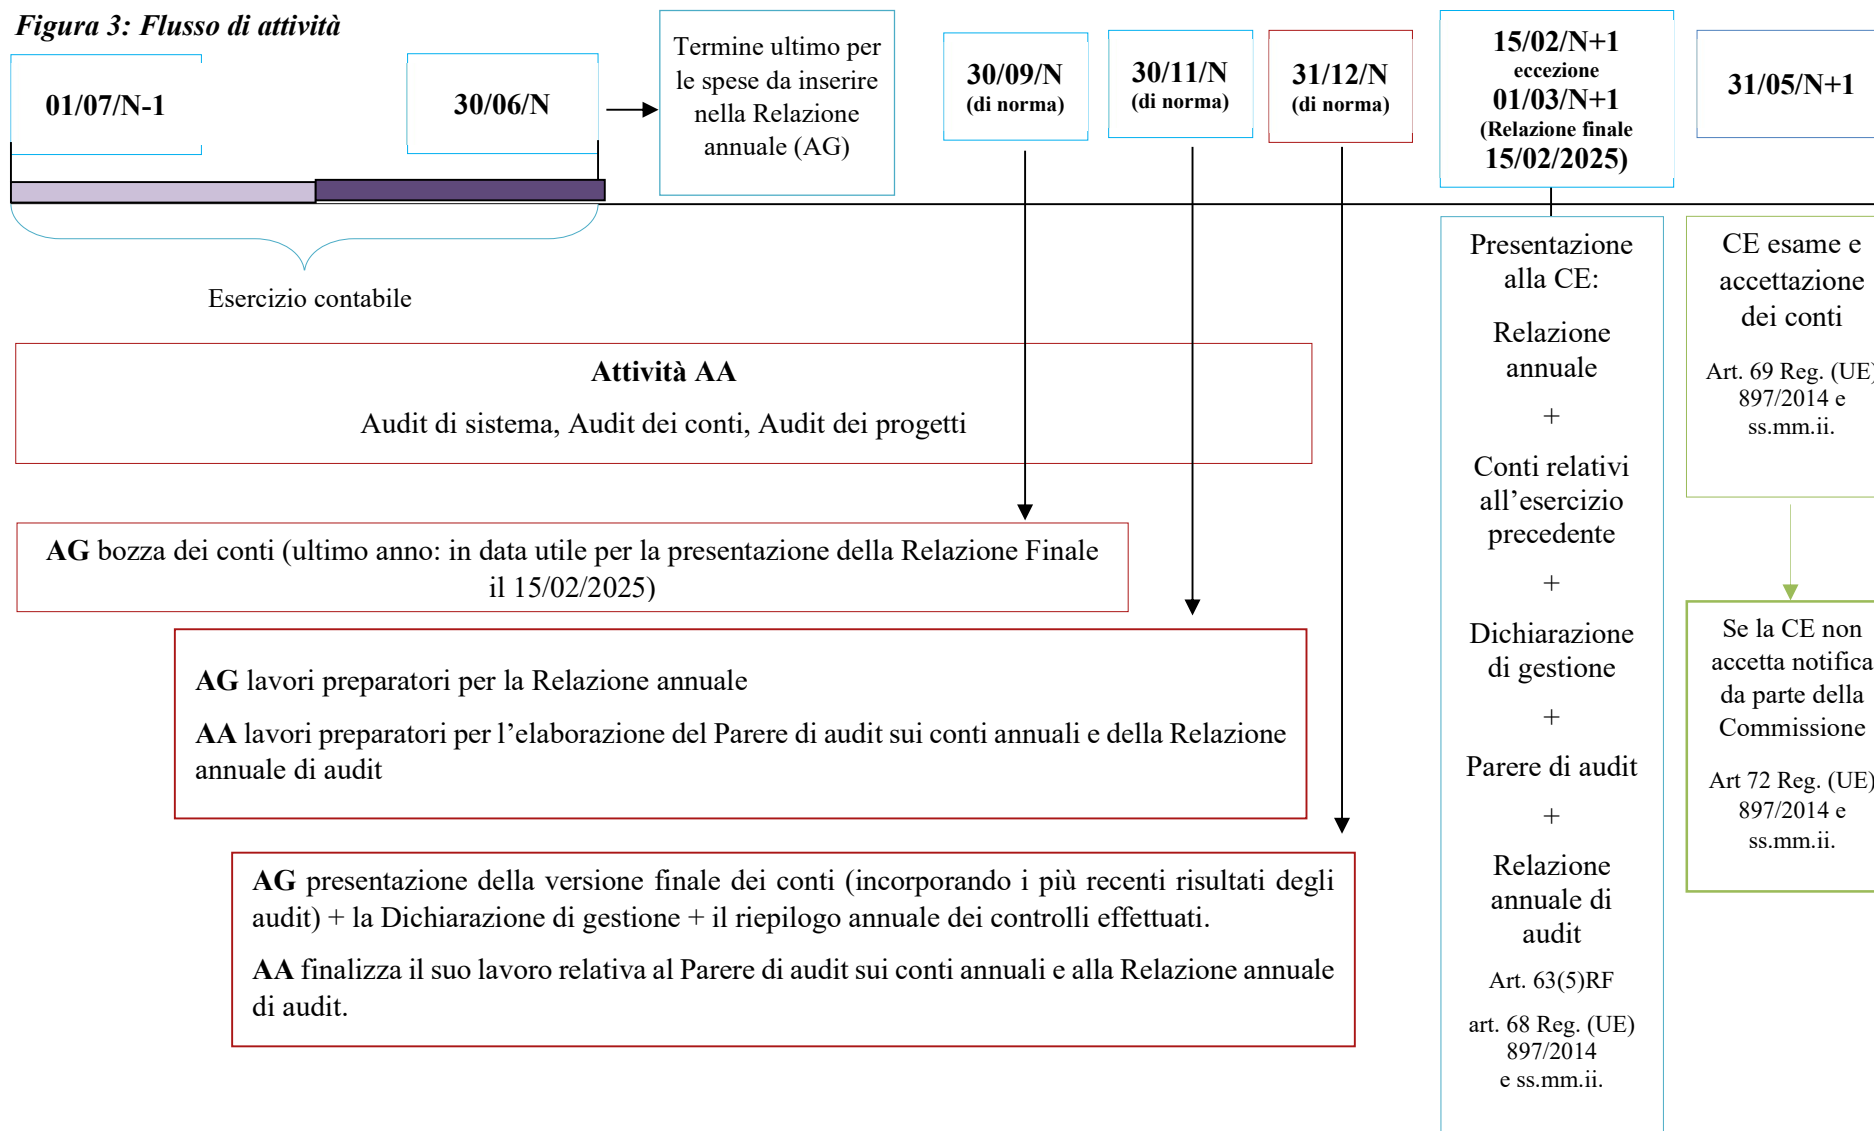 Figura 3: Flusso di attività
01/07/N-1
30/06/N
Termine ultimo per
le spese da inserire
nella Relazione
annuale (AG)
30/09/N
(di norma)
30/11/N
(di norma)
31/12/N
(di norma)
15/02/N+1
eccezione
01/03/N+1
(Relazione finale
15/02/2025)
31/05/N+1
Esercizio contabile
Attività AA
Audit di sistema, Audit dei conti, Audit dei progetti
AG bozza dei conti (ultimo anno: in data utile per la presentazione della Relazione Finale
il 15/02/2025)
AG lavori preparatori per la Relazione annuale
AA lavori preparatori per l'elaborazione del Parere di audit sui conti annuali e della Relazione
annuale di audit
AG presentazione della versione finale dei conti (incorporando i più recenti risultati degli
audit) + la Dichiarazione di gestione + il riepilogo annuale dei controlli effettuati.
AA finalizza il suo lavoro relativa al Parere di audit sui conti annuali e alla Relazione annuale
di audit.
Presentazione
alla CE:
Relazione
annuale
+
Conti relativi
all'esercizio
precedente
+
Dichiarazione
di gestione
+
Parere di audit
+
Relazione
annuale di
audit
Art. 63(5)RF
art. 68 Reg. (UE)
897/2014
e ss.mm.ii.
CE esame e
accettazione
dei conti
Art. 69 Reg. (UE)
897/2014 e
ss.mm.ii.
Se la CE non
accetta notifica
da parte della
Commissione
Art 72 Reg. (UE)
897/2014 e
ss.mm.ii.